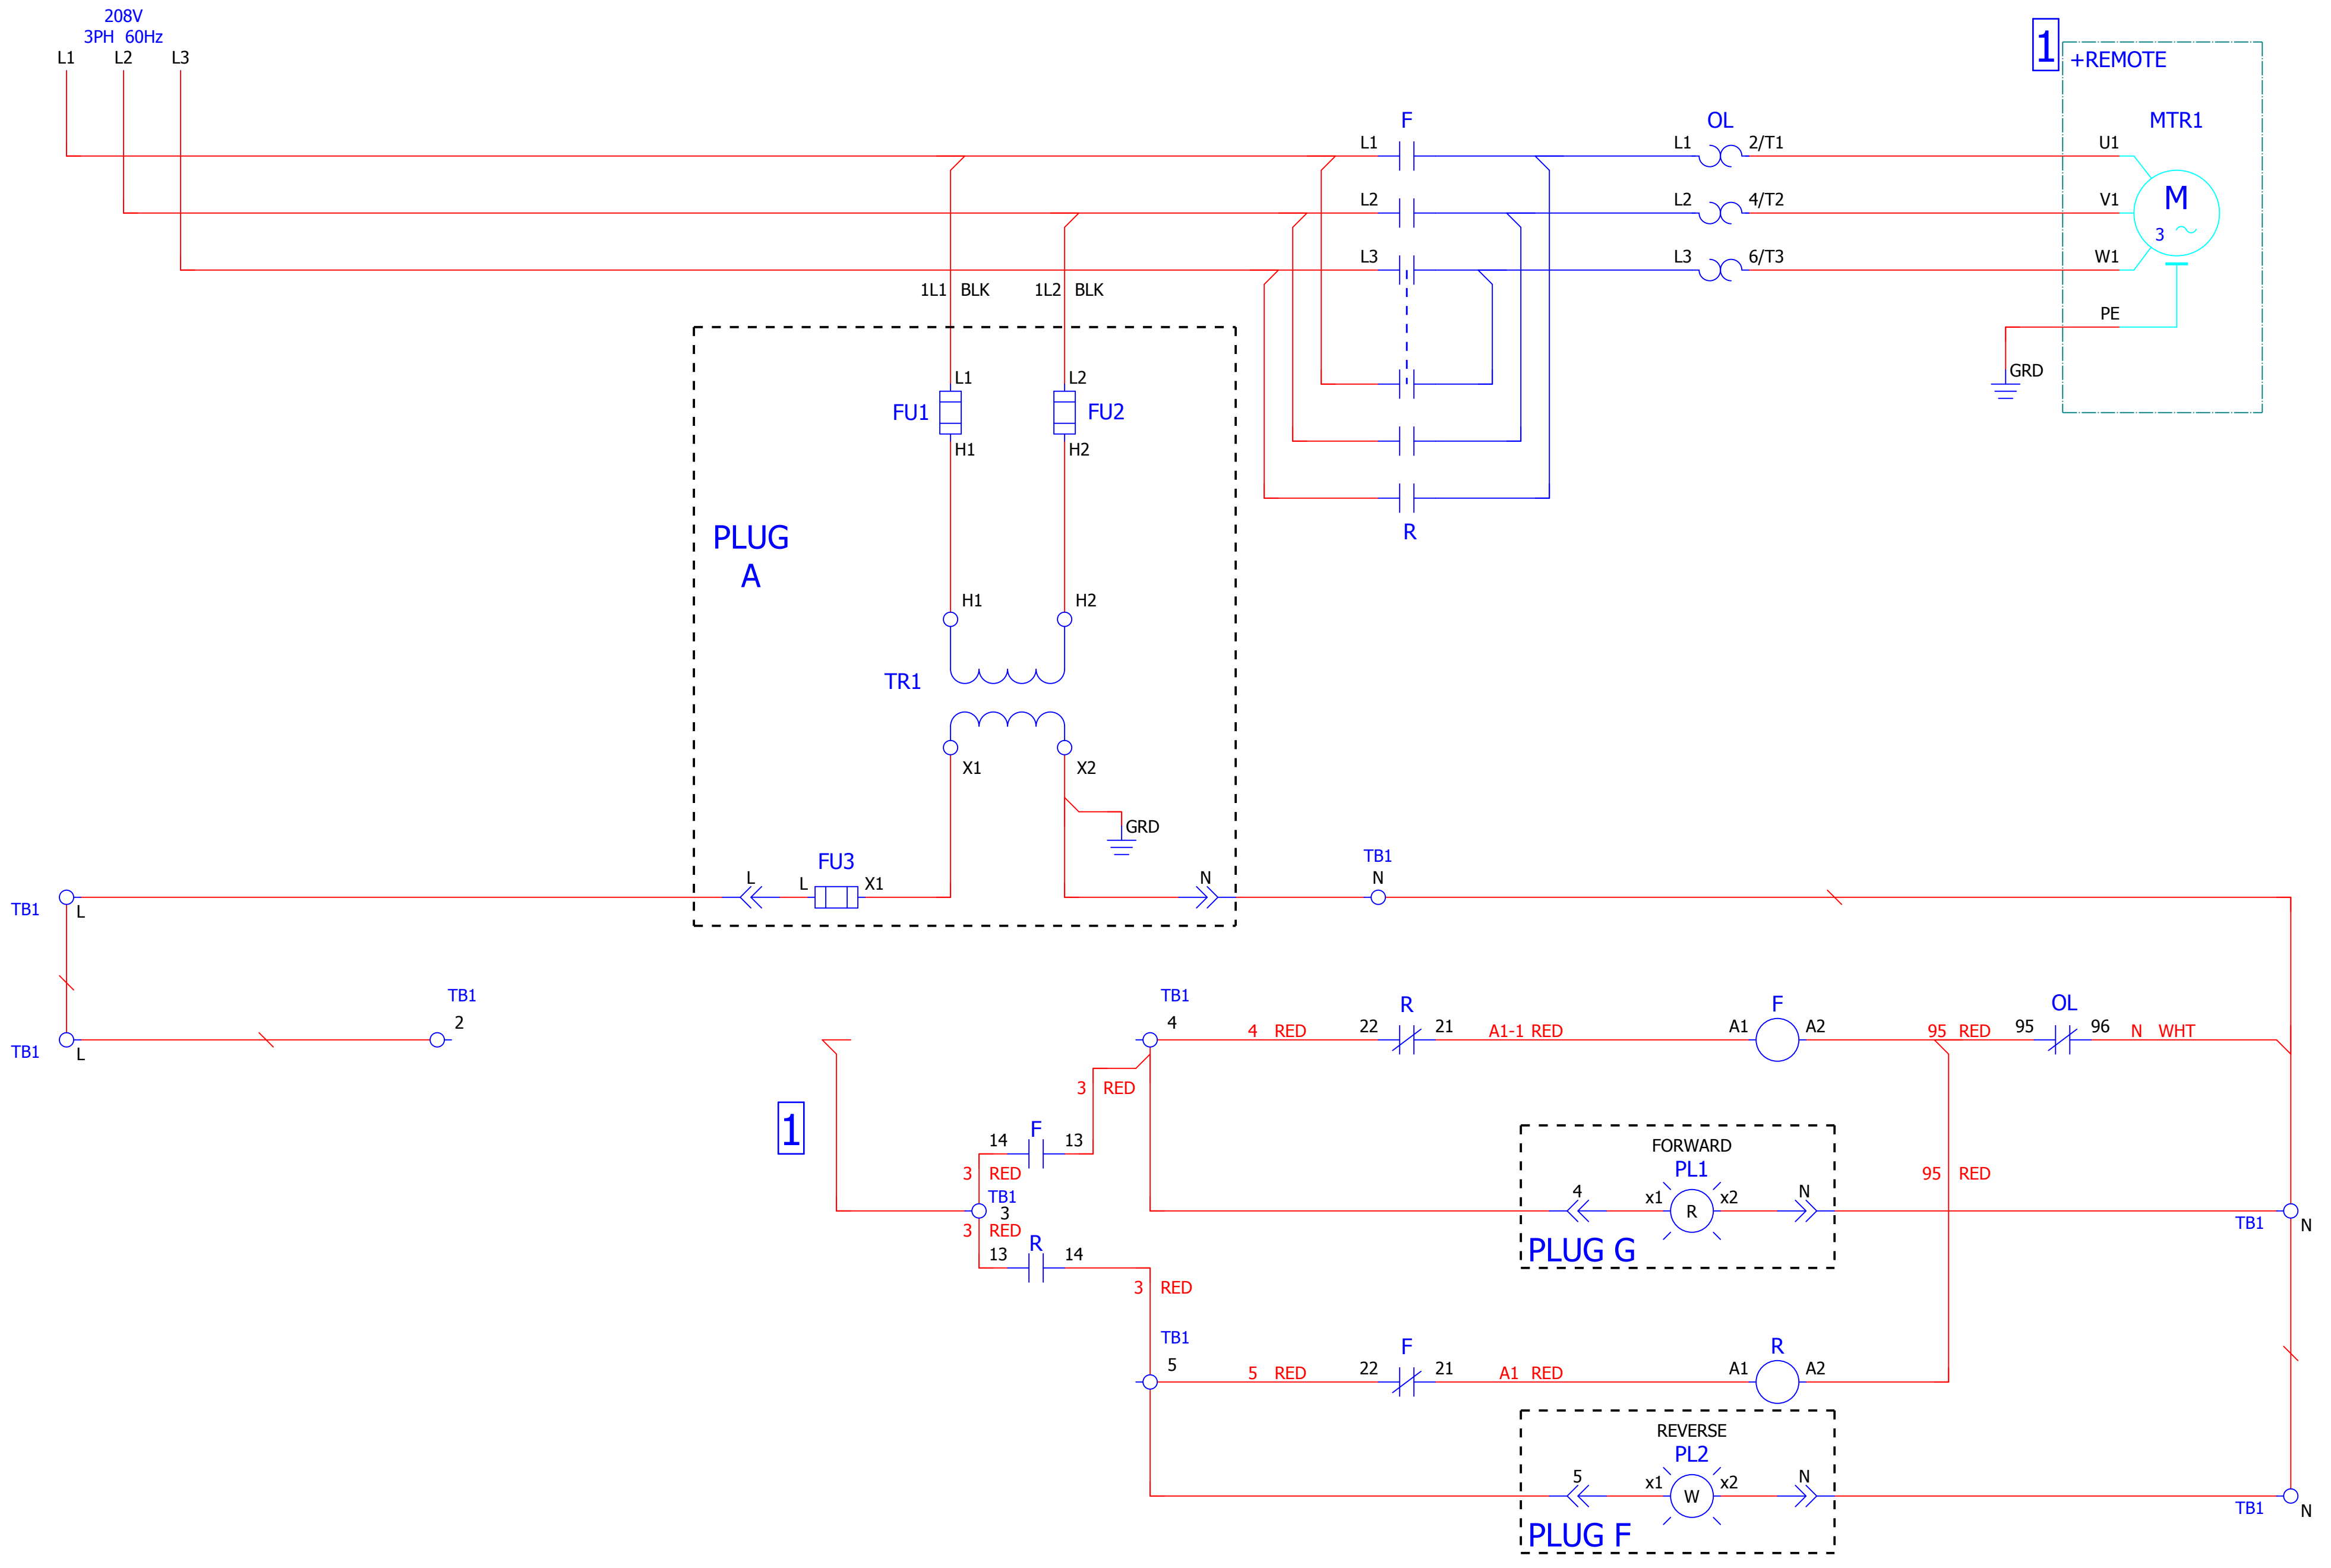 208V
3PH 60Hz
L1 L2 L3
1
+REMOTE
F
OL
MTR1
L1 L1 2/T1 U1
M
3
L2 L2 4/T2 V1
L3 L3 6/T3 W1
1L1 BLK 1L2 BLK
PE
GRD
L1 L2
FU1 FU2
H1 H2
R
PLUG
A
H1 H2
TR1
X1 X2
GRD
FU3
L L X1 N
TB1
N
TB1 L
TB1
2
TB1 L
TB1
4
4 RED
R
22 21
A1-1 RED
F
A1 A2
95 RED
OL
95 96
N WHT
3 RED
1
F
14 13
3 RED
TB1
3
3 RED
R
13 14
3 RED
FORWARD
PL1
4 x1 R x2 N
PLUG G
95 RED
TB1 N
TB1
5
5 RED
F
22 21
A1 RED
R
A1 A2
REVERSE
PL2
5 x1 W x2 N
PLUG F
TB1 N